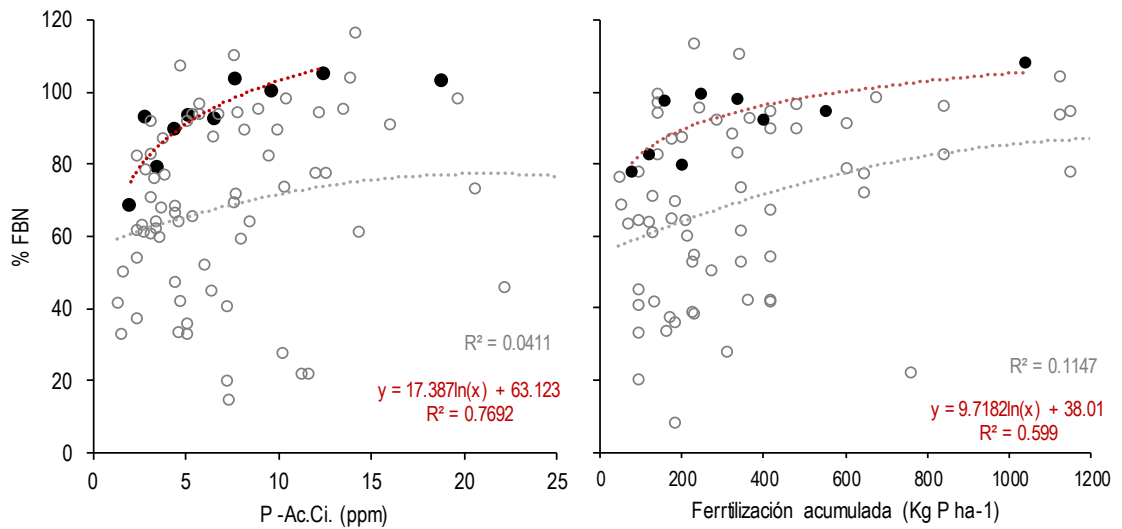 % FBN
120
100
80
60
40
20
0
R² = 0.0411
y = 17.387ln(x) + 63.123
R² = 0.7692
0 5 10 15 20 25
P -Ac.Ci. (ppm)
R² = 0.1147
y = 9.7182ln(x) + 38.01
R² = 0.599
0 200 400 600 800 1000 1200
Ferrtilización acumulada (Kg P ha-1)